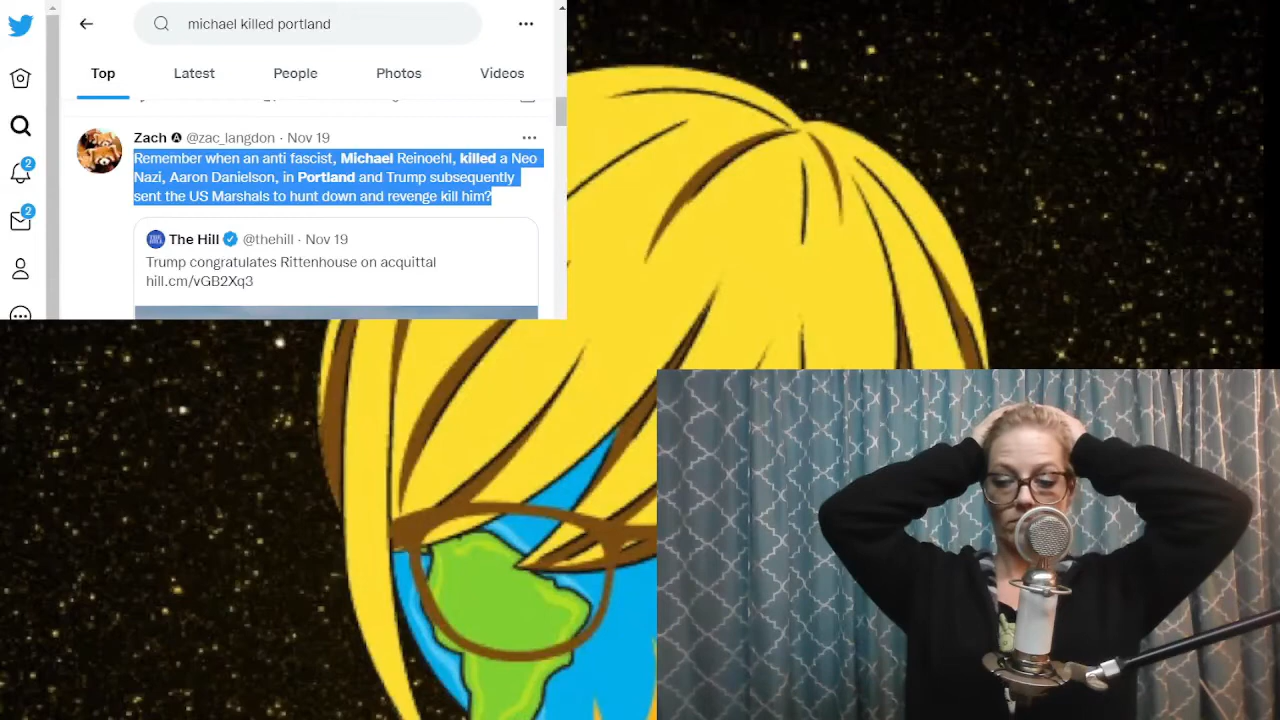 michael killed portland
Top Latest People Photos Videos
Zach @zac_langdon · Nov 19
Remember when an anti fascist, Michael Reinoehl, killed a Neo
Nazi, Aaron Danielson, in Portland and Trump subsequently
sent the US Marshals to hunt down and revenge kill him?
The Hill @thehill · Nov 19
Trump congratulates Rittenhouse on acquittal
hill.cm/vGB2Xq3
2
2